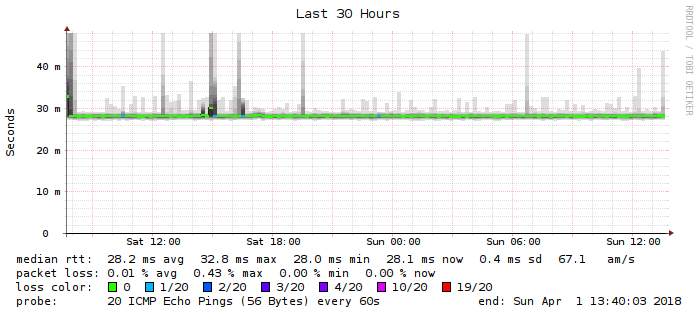 Last 30 Hours
RRDTOOL / TOBI OETIKER
Seconds
40 m
30 m
20 m
10 m
0
Sat 12:00 Sat 18:00 Sun 00:00 Sun 06:00 Sun 12:00
median rtt: 28.2 ms avg 32.8 ms max 28.0 ms min 28.1 ms now 0.4 ms sd 67.1 am/s
packet loss: 0.01 % avg 0.43 % max 0.00 % min 0.00 % now
loss color: 0 1/20 2/20 3/20 4/20 10/20 19/20
probe: 20 ICMP Echo Pings (56 Bytes) every 60s end: Sun Apr 1 13:40:03 2018